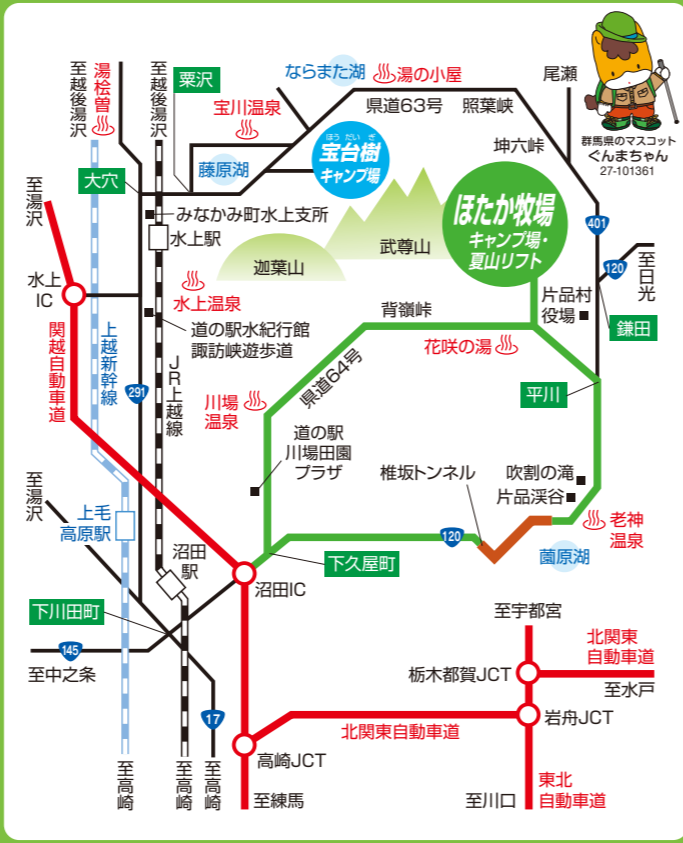 至越後湯沢
湯桧曽
至越後湯沢
粟沢
ならまた湖
湯の小屋
尾瀬
宝川温泉
県道63号
照葉峡
坤六峠
群馬県のマスコット
ぐんまちゃん
27-101361
藤原湖
ほうだいぎ
宝台樹
キャンプ場
大穴
至湯沢
みなかみ町水上支所
水上駅
武尊山
迦葉山
ほたか牧場
キャンプ場・
夏山リフト
401
120
至日光
水上
IC
水上温泉
背嶺峠
片品村
役場
鎌田
道の駅水紀行館
諏訪峡遊歩道
花咲の湯
関越自動車道
上越新幹線
291
JR上越線
県道64号
川場
温泉
平川
道の駅
川場田園
プラザ
椎坂トンネル
吹割の滝
片品渓谷
至湯沢
上毛
高原駅
沼田
駅
120
老神
温泉
薗原湖
下久屋町
沼田IC
下川田町
145
至中之条
17
至宇都宮
北関東
自動車道
栃木都賀JCT
至水戸
岩舟JCT
北関東自動車道
高崎JCT
至高崎
至高崎
至高崎
至練馬
至川口
東北
自動車道